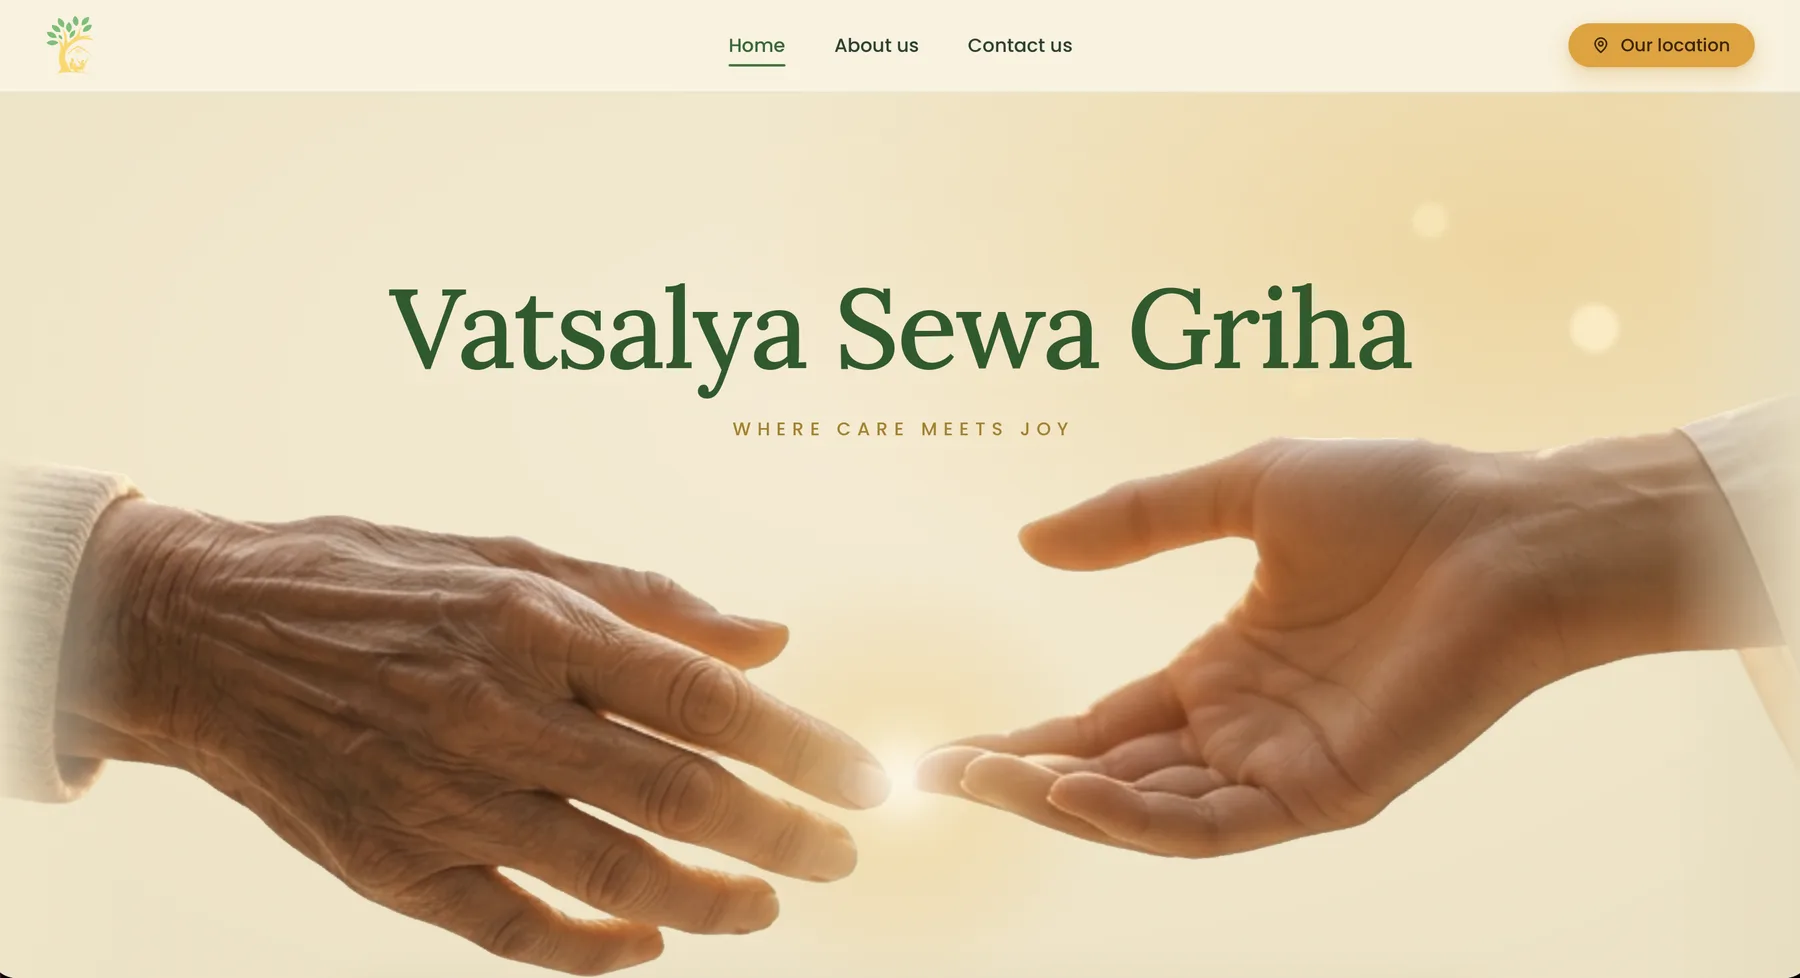 Home
About us
Contact us
Our location
Vatsalya Sewa Griha
WHERE CARE MEETS JOY